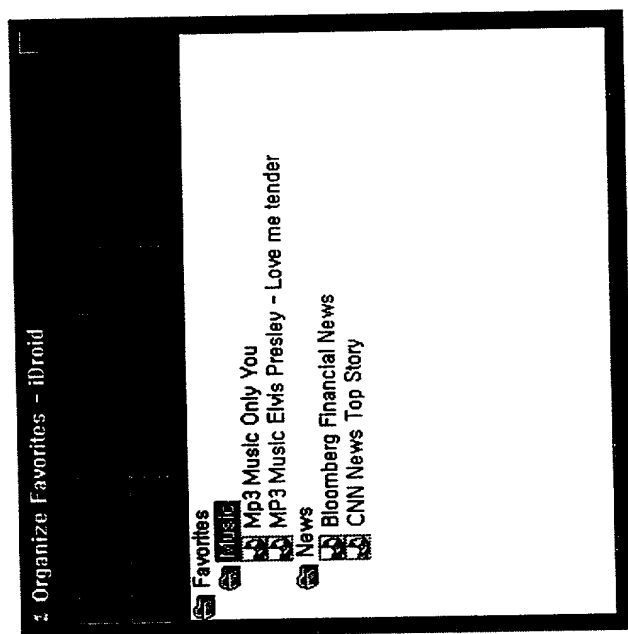 Organize Favorites - iDroid
Favorites
Music
Mp3 Music Only You
MP3 Music Elvis Presley - Love me tender
News
Bloomberg Financial News
CNN News Top Story